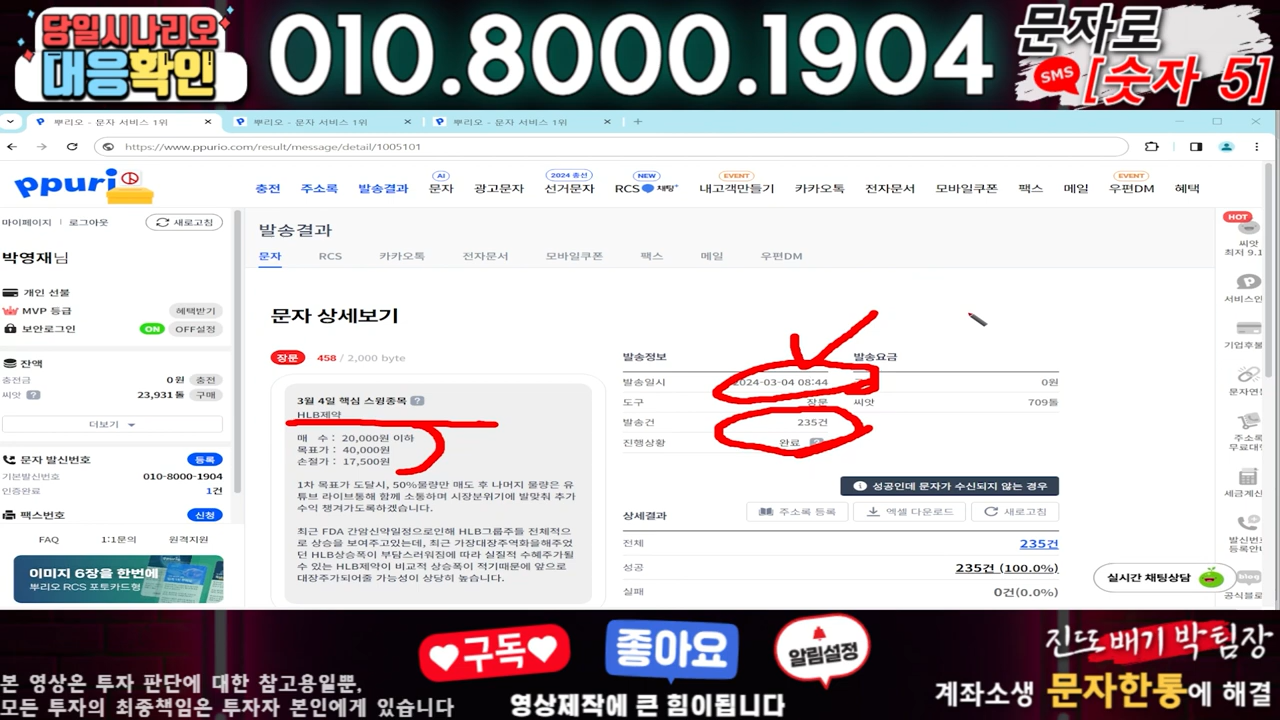 당일시나리오
대응확인
010.8000.1904
문자로
SMS [숫자 5]
뿌리오 - 문자 서비스 1위
뿌리오 - 문자 서비스 1위
뿌리오 - 문자 서비스 1위
https://www.ppurio.com/result/message/detail/1005101
ppuri
충전
주소록
발송결과
AI
문자
광고문자
2024 총선
선거문자
NEW
RCS 채팅+
EVENT
내고객만들기
카카오톡
전자문서
모바일쿠폰
팩스
메일
EVENT
우편DM
혜택
마이페이지 | 로그아웃
새로고침
박영재님
개인 선불
MVP 등급
혜택받기
보안로그인
ON
OFF설정
잔액
충전금
0원
충전
씨앗 ?
23,931톨
구매
더보기
문자 발신번호
등록
기본발신번호
010-8000-1904
인증완료
1건
팩스번호
신청
FAQ
1:1문의
원격지원
이미지 6장을 한번에
뿌리오 RCS 포토카드형
발송결과
문자
RCS
카카오톡
전자문서
모바일쿠폰
팩스
메일
우편DM
문자 상세보기
장문
458 / 2,000 byte
3월 4일 핵심 스윙종목 ?
HLB제약
매 수 : 20,000원 이하
목표가 : 40,000원
손절가 : 17,500원
1차 목표가 도달시, 50%물량만 매도 후 나머지 물량은 유
튜브 라이브통해 함께 소통하며 시장분위기에 발맞춰 추가
수익 챙겨가도록하겠습니다.
최근 FDA 간암신약일정으로인해 HLB그룹주들 전체적으
로 상승을 보여주고있는데, 최근 가장대장주역화을해주었
던 HLB상승폭이 부담스러워짐에 따라 실질적 수혜주가될
수 있는 HLB제약이 비교적 상승폭이 적기때문에 앞으로
대장주가되어줄 가능성이 상당히 높습니다.
발송정보
발송일시
2024-03-04 08:44
도구
장문
발송건
235건
진행상황
완료 ?
발송요금
0원
씨앗
709톨
성공인데 문자가 수신되지 않는 경우
상세결과
주소록 등록
엑셀 다운로드
새로고침
전체
235건
성공
235건 (100.0%)
실패
0건(0.0%)
HOT
씨앗
최저 9.1
서비스인
기업후불
문자연
주소록
무료대
세금계산
발신번호
등록안내
blog
공식블로
실시간 채팅상담
구독
좋아요
알림설정
영상제작에 큰 힘이됩니다
본 영상은 투자 판단에 대한 참고용일뿐,
모든 투자의 최종책임은 투자자 본인에게 있습니다
진또배기 박팀장
계좌소생 문자한통에 해결